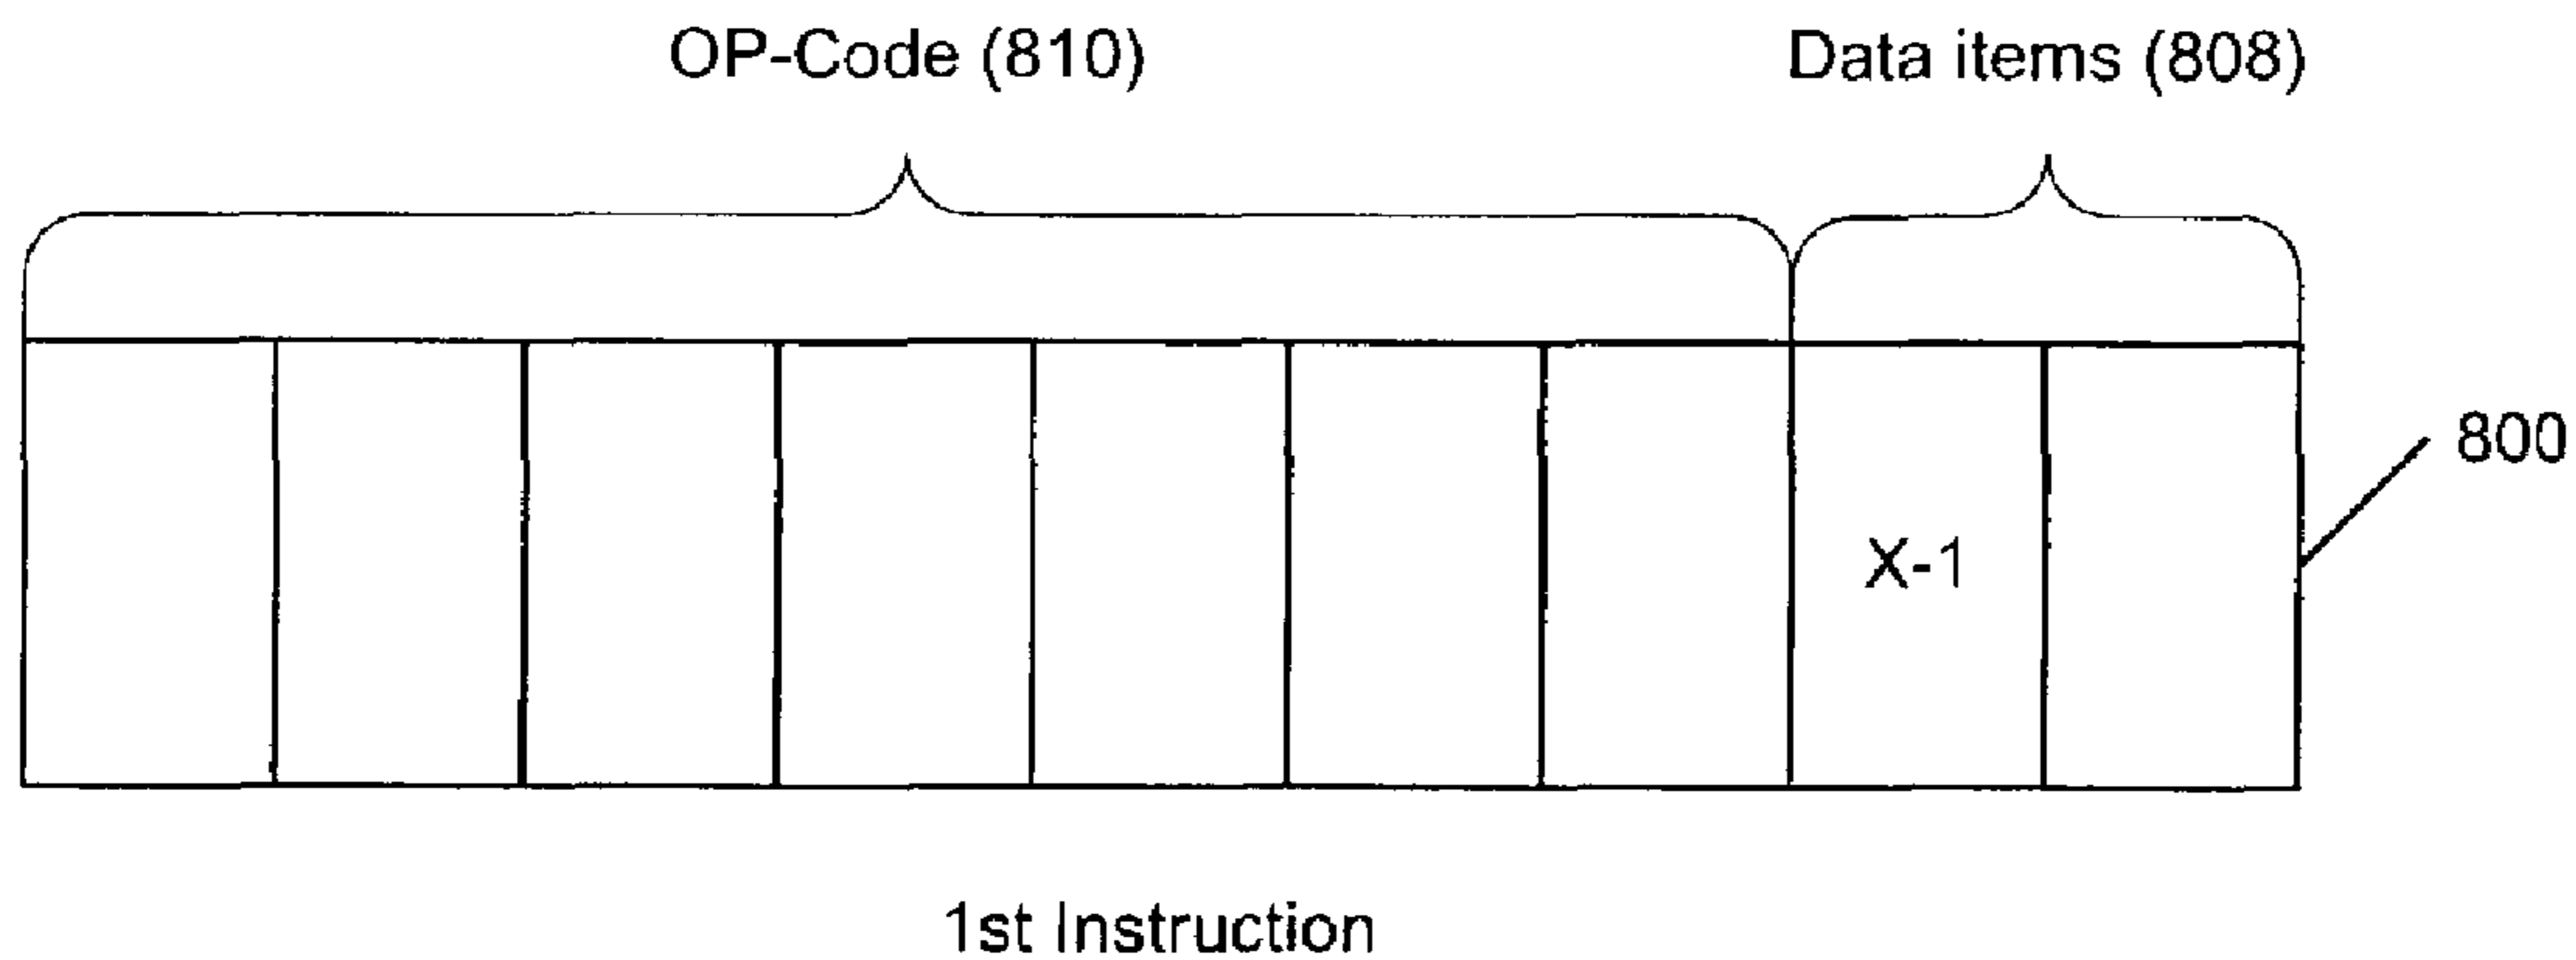 OP-Code (810)
Data items (808)
800
X-1
1st Instruction